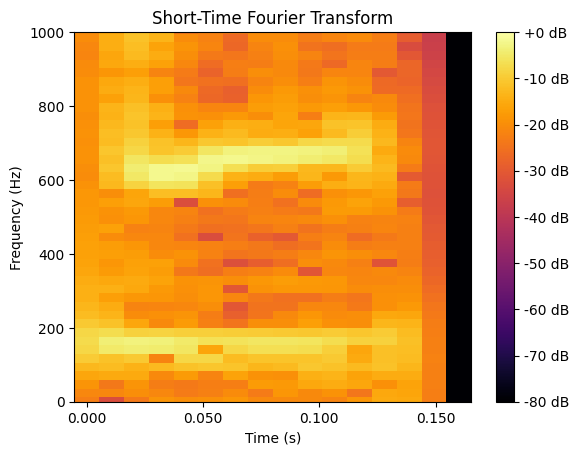 Short-Time Fourier Transform
1000
800
600
400
200
0
Frequency (Hz)
0.000
0.050
0.100
0.150
Time (s)
+0 dB
-10 dB
-20 dB
-30 dB
-40 dB
-50 dB
-60 dB
-70 dB
-80 dB